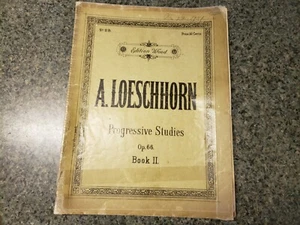 Edition Wood
A. LOESCHHORN
Progressive Studies
Op. 66.
Book II.